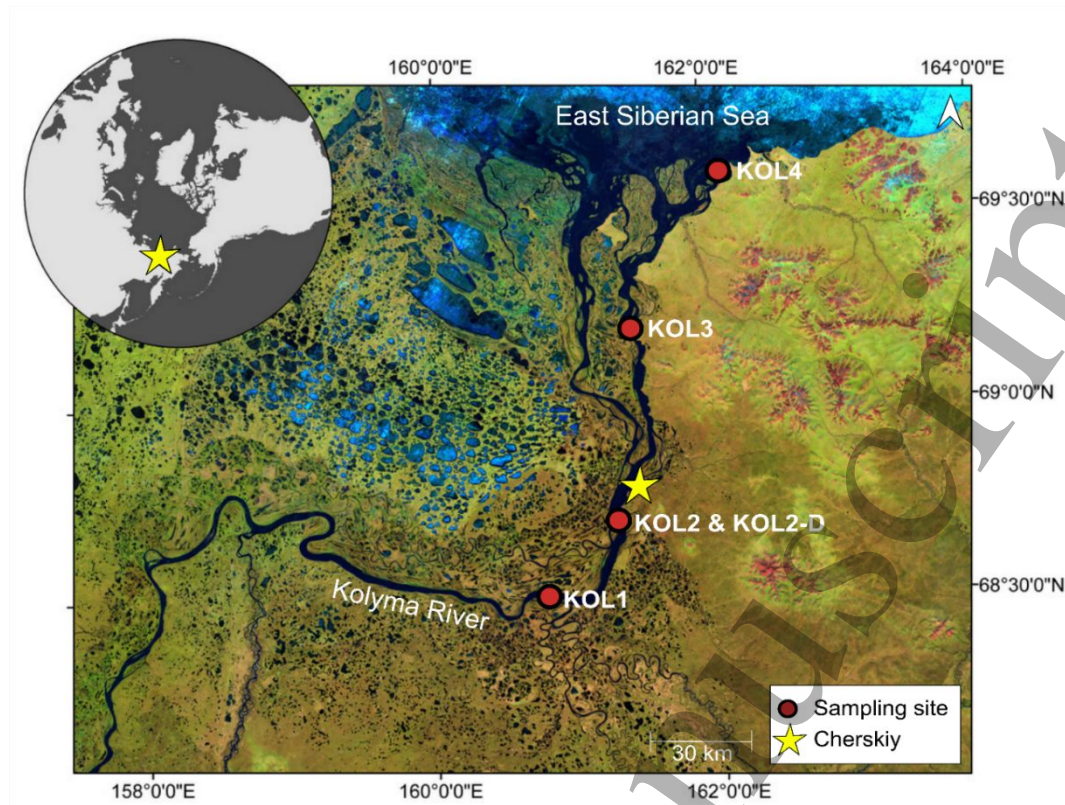 160°0'0"E 162°0'0"E 164°0'0"E
East Siberian Sea
KOL4
69°30'0"N
KOL3
69°0'0"N
KOL2 & KOL2-D
68°30'0"N
KOL1
Kolyma River
Sampling site
Cherskiy
30 km
158°0'0"E 160°0'0"E 162°0'0"E